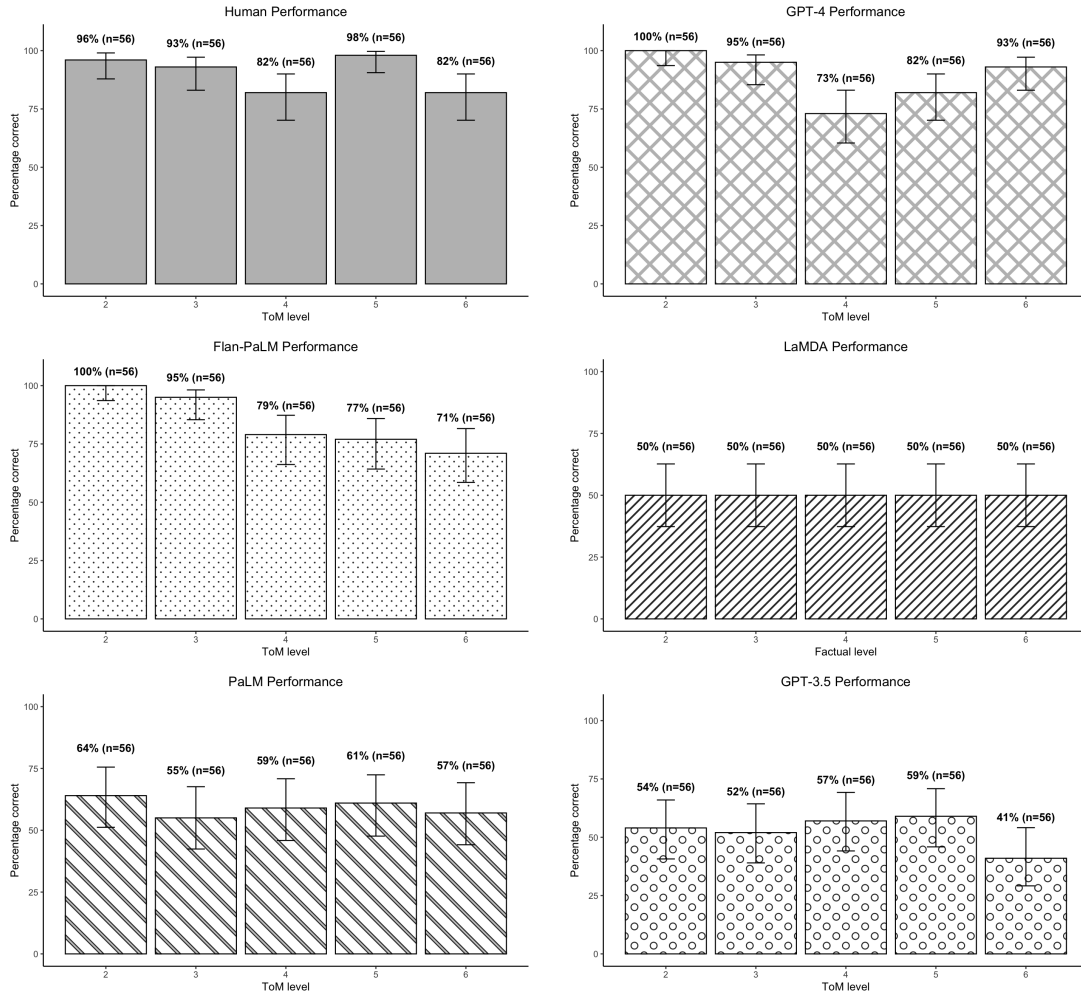 Human Performance
96% (n=56)
93% (n=56)
82% (n=56)
98% (n=56)
82% (n=56)
100
75
50
25
0
Percentage correct
2 3 4 5 6
ToM level
GPT-4 Performance
100% (n=56)
95% (n=56)
73% (n=56)
82% (n=56)
93% (n=56)
100
75
50
25
0
Percentage correct
2 3 4 5 6
ToM level
Flan-PaLM Performance
100% (n=56)
95% (n=56)
79% (n=56)
77% (n=56)
71% (n=56)
100
75
50
25
0
Percentage correct
2 3 4 5 6
ToM level
LaMDA Performance
50% (n=56) 50% (n=56) 50% (n=56) 50% (n=56) 50% (n=56)
100
75
50
25
0
Percentage correct
2 3 4 5 6
Factual level
PaLM Performance
64% (n=56)
55% (n=56)
59% (n=56)
61% (n=56)
57% (n=56)
100
75
50
25
0
Percentage correct
2 3 4 5 6
ToM level
GPT-3.5 Performance
54% (n=56)
52% (n=56)
57% (n=56)
59% (n=56)
41% (n=56)
100
75
50
25
0
Percentage correct
2 3 4 5 6
ToM level